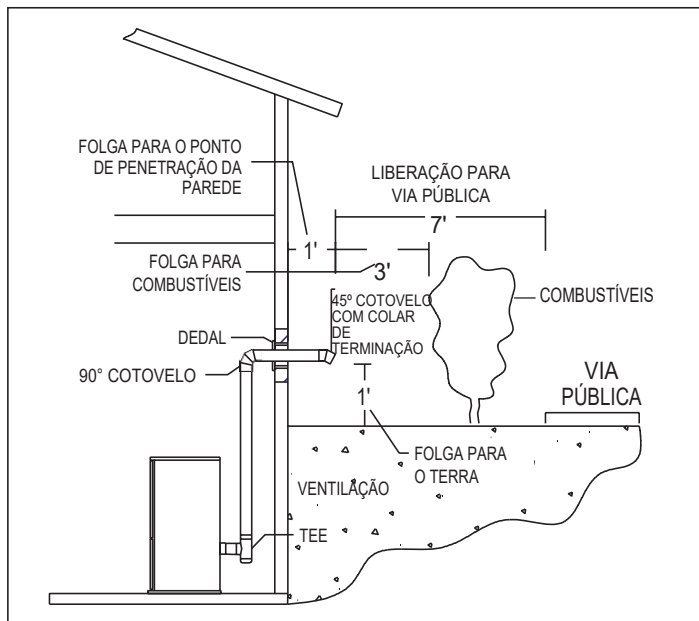 FOLGA PARA O PONTO
DE PENETRAÇÃO DA
PAREDE
LIBERAÇÃO PARA
VIA PÚBLICA
7'
1'
FOLGA PARA
COMBUSTÍVEIS
3'
45º COTOVELO
COM COLAR
DE
TERMINAÇÃO
COMBUSTÍVEIS
DEDAL
90° COTOVELO
VIA
PÚBLICA
1'
FOLGA PARA
O TERRA
VENTILAÇÃO
TEE